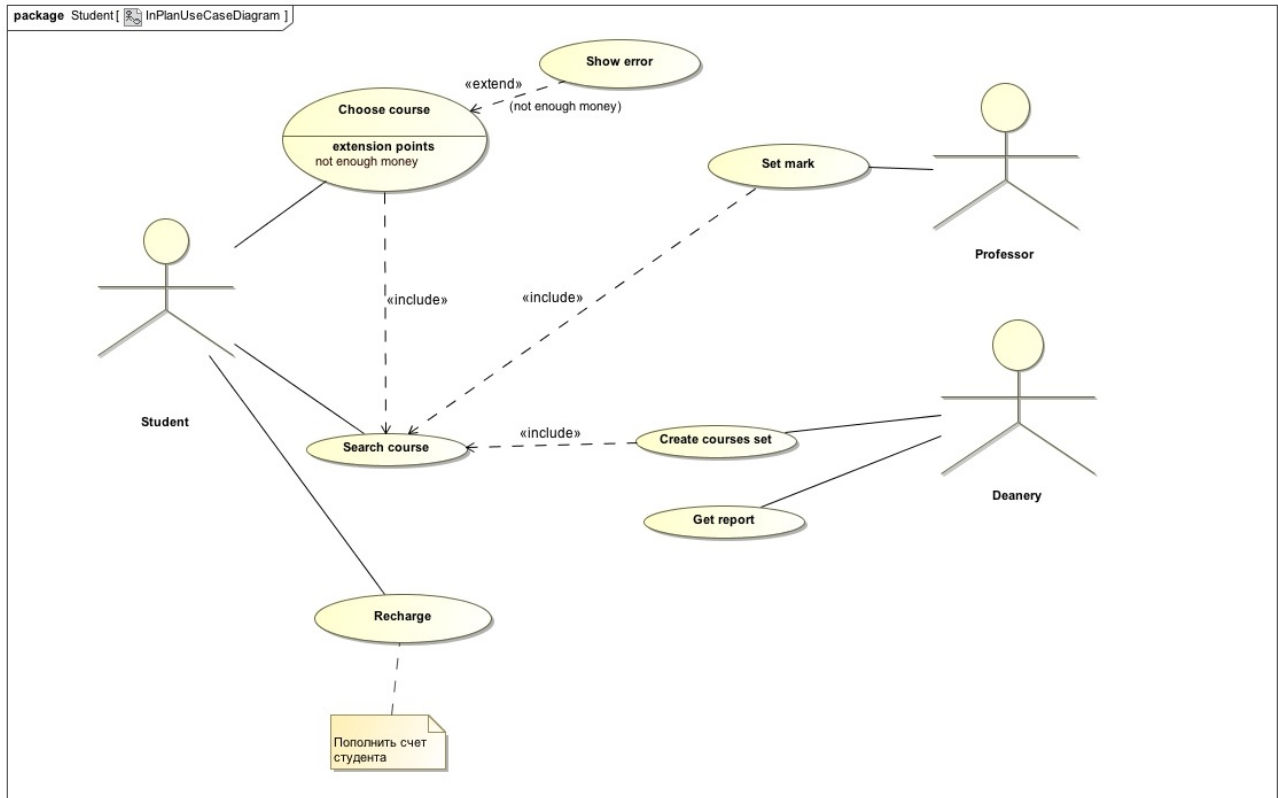 package Student[ InPlanUseCaseDiagram ]
Show error
«extend»
(not enough money)
Choose course
extension points
not enough money
Set mark
Professor
«include»
«include»
Student
Search course
«include»
Create courses set
Deanery
Get report
Recharge
Пополнить счет
студента